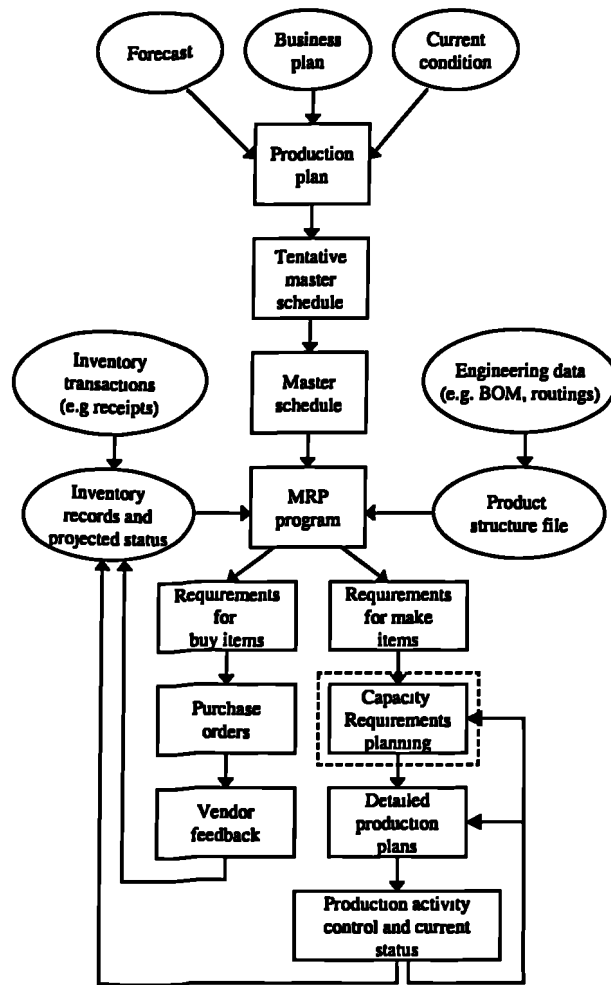 Forecast
Business
plan
Current
condition
Production
plan
Tentative
master
schedule
Inventory
transactions
(e.g receipts)
Master
schedule
Engineering data
(e.g. BOM, routings)
Inventory
records and
projected status
MRP
program
Product
structure file
Requirements
for
buy items
Requirements
for make
items
Purchase
orders
Capacity
Requirements
planning
Vendor
feedback
Detailed
production
plans
Production activity
control and current
status